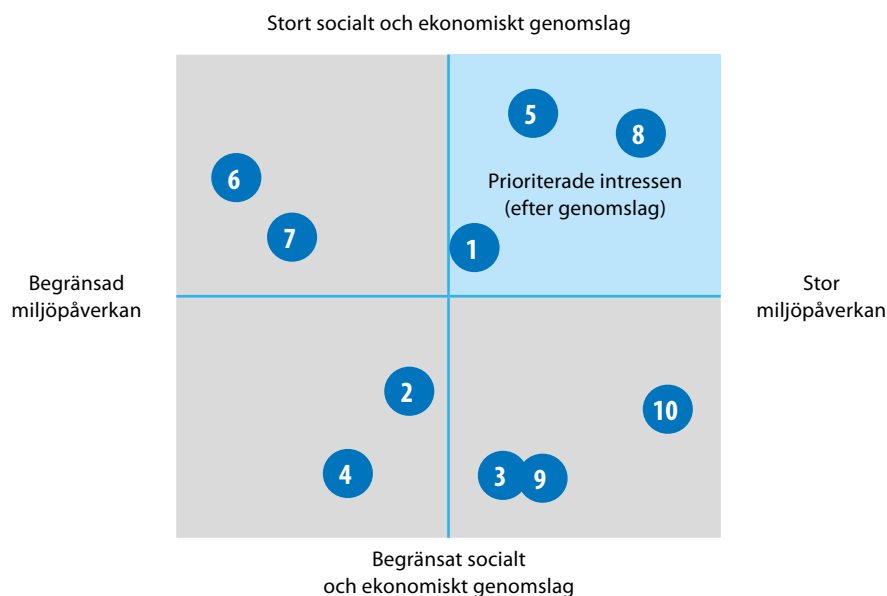 Stort socialt och ekonomiskt genomslag
5
8
6
Prioriterade intressen
(efter genomslag)
7
1
Begränsad
miljöpåverkan
Stor
miljöpåverkan
2
10
4
3
9
Begränsat socialt
och ekonomiskt genomslag